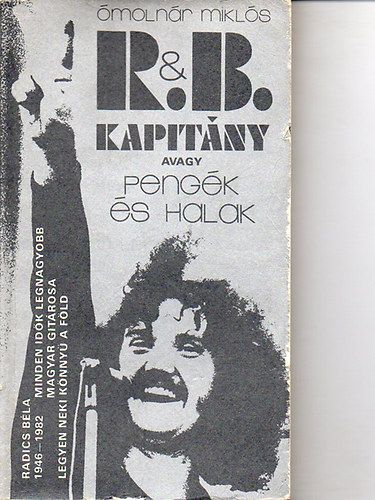 ómolnár miklós
R.&B.
KAPITÁNY
AVAGY
pengék
és halak
RADICS BÉLA
1946–1982 MINDEN IDŐK LEGNAGYOBB
MAGYAR GITÁROSA
LEGYEN NEKI KÖNNYŰ A FÖLD